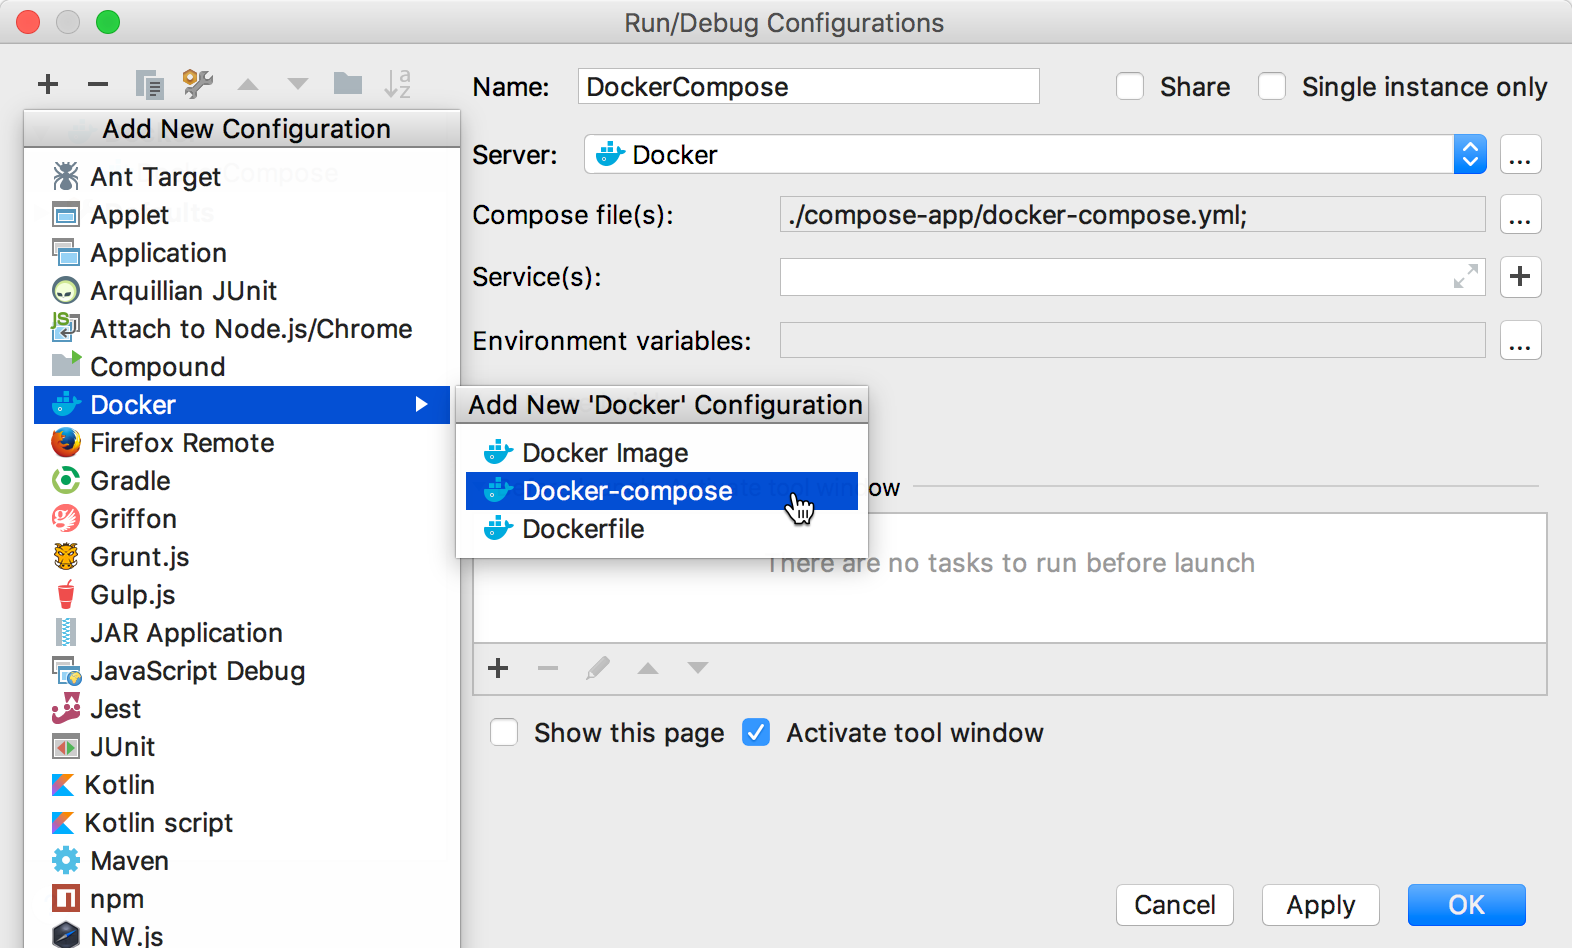 Run/Debug Configurations
Name: DockerCompose Share Single instance only
Add New Configuration
Server: Docker ...
Ant Target
Compose file(s): ./compose-app/docker-compose.yml; ...
Applet
Application
Service(s):
Arquillian JUnit
Attach to Node.js/Chrome
Environment variables: ...
Compound
Docker
Add New 'Docker' Configuration
Firefox Remote
Docker Image
Gradle
Docker-compose
Griffon
Dockerfile
Grunt.js
There are no tasks to run before launch
Gulp.js
JAR Application
JavaScript Debug
Jest
Show this page Activate tool window
JUnit
Kotlin
Kotlin script
Maven
npm
Cancel Apply OK
NW.js